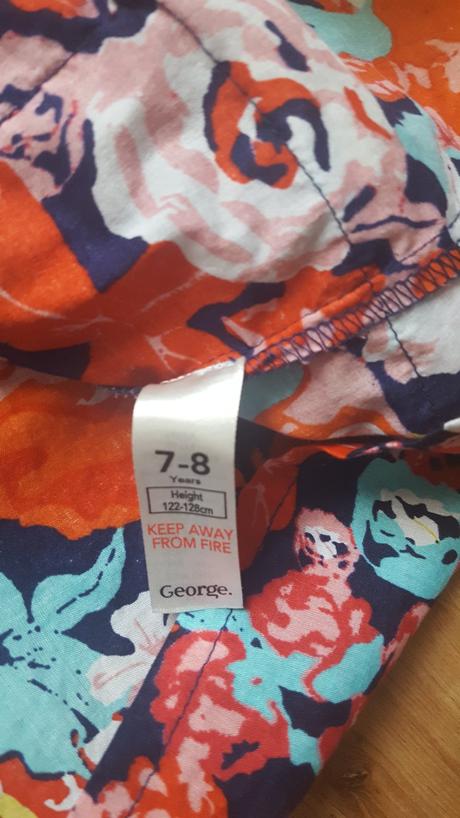 7-8
Years
Height
122-128cm
KEEP AWAY
FROM FIRE
George.